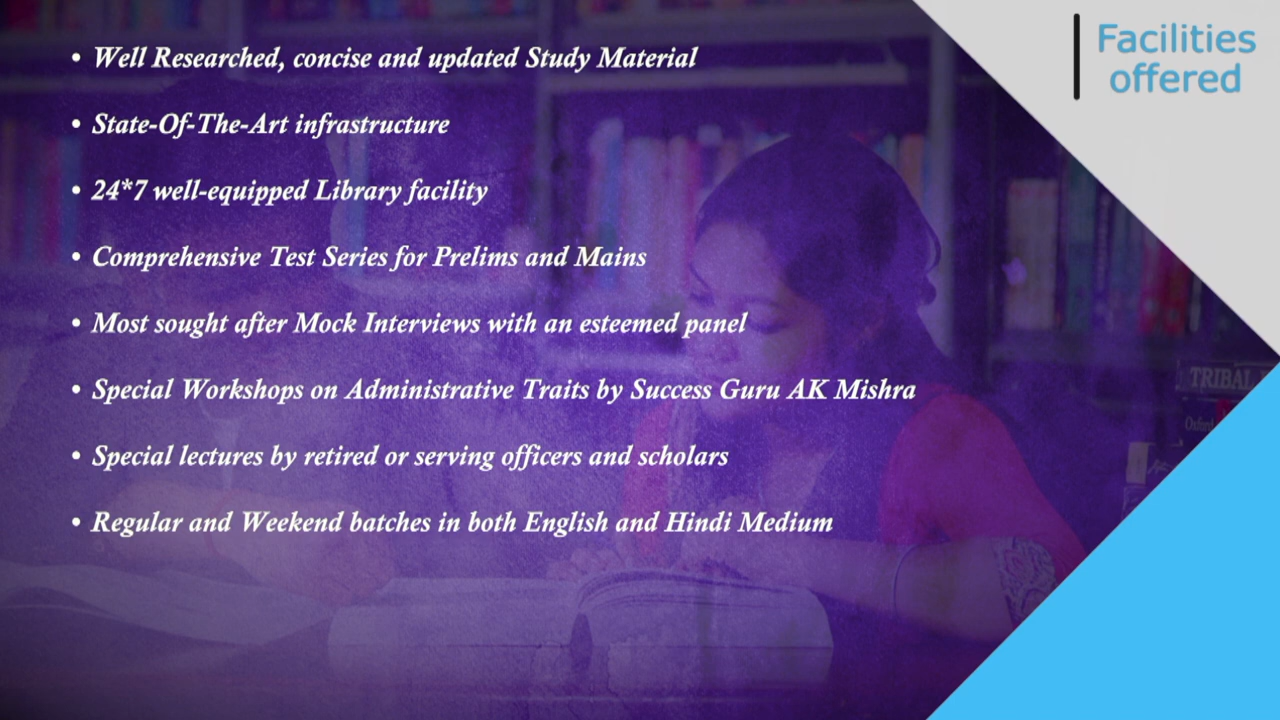 Facilities
offered
• Well Researched, concise and updated Study Material
• State-Of-The-Art infrastructure
• 24*7 well-equipped Library facility
• Comprehensive Test Series for Prelims and Mains
• Most sought after Mock Interviews with an esteemed panel
• Special Workshops on Administrative Traits by Success Guru AK Mishra
• Special lectures by retired or serving officers and scholars
• Regular and Weekend batches in both English and Hindi Medium
TRIBAL
Oxford